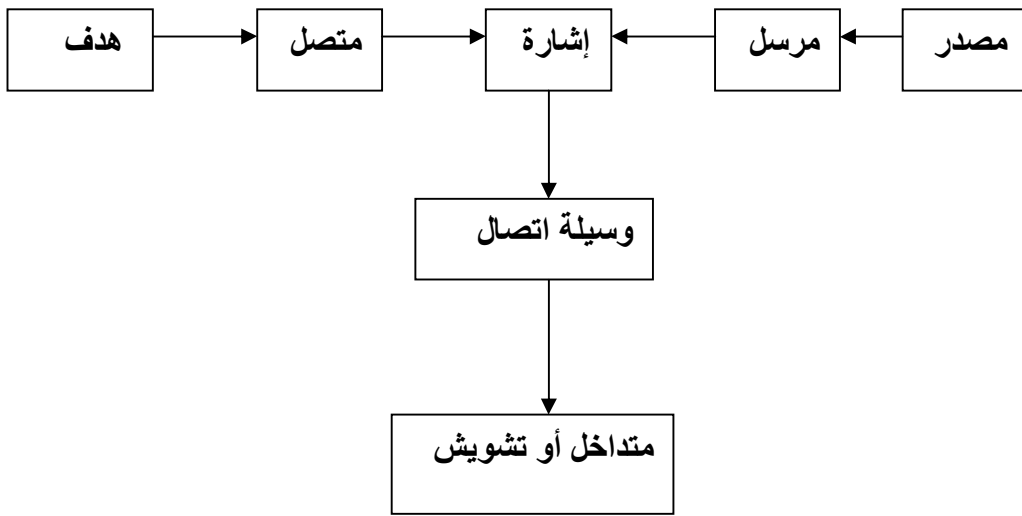 مصدر
مرسل
إشارة
متصل
هدف
وسيلة اتصال
متداخل أو تشويش